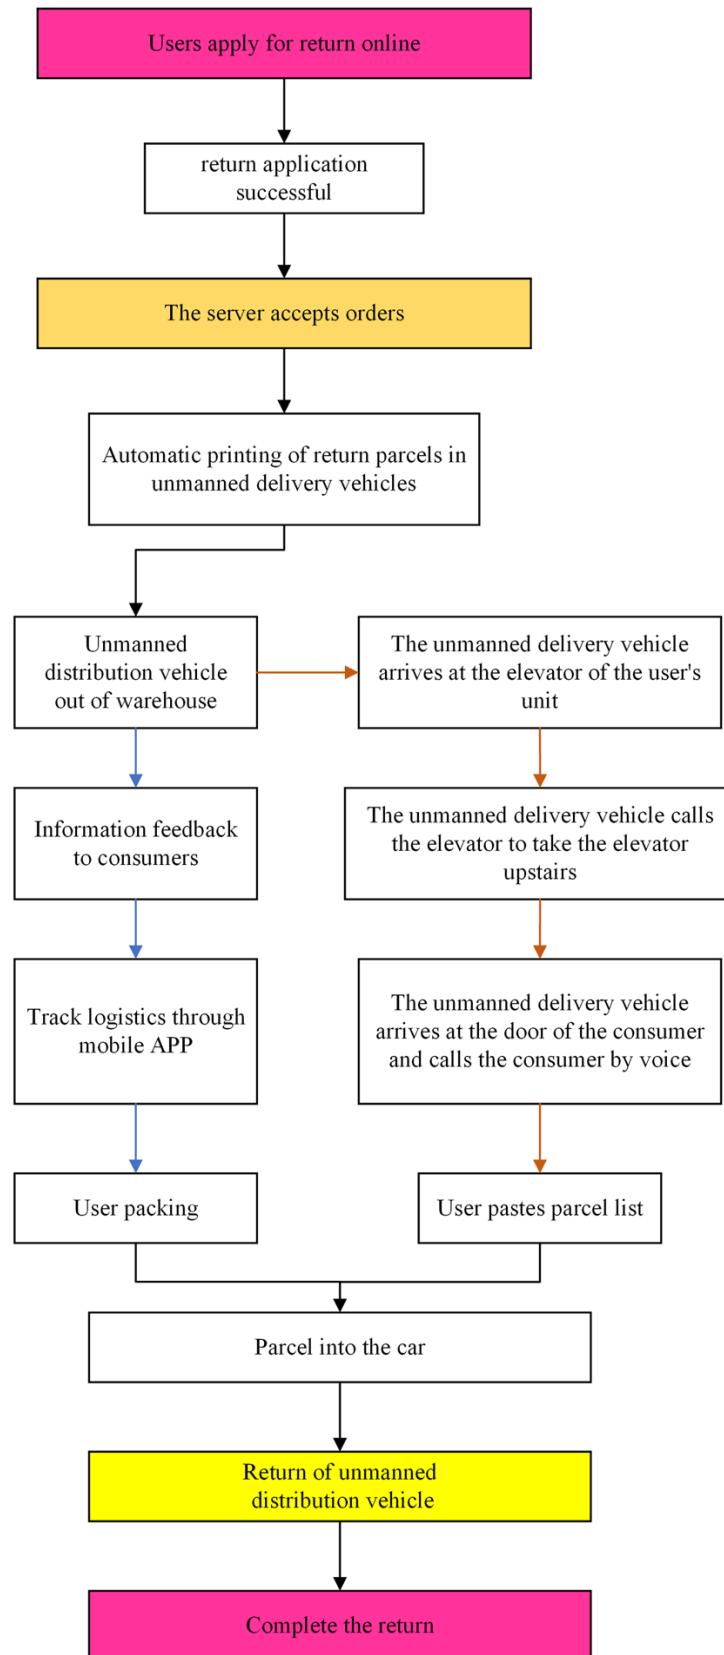 Users apply for return online
return application
successful
The server accepts orders
Automatic printing of return parcels in
unmanned delivery vehicles
Unmanned
distribution vehicle
out of warehouse
The unmanned delivery vehicle
arrives at the elevator of the user's
unit
Information feedback
to consumers
The unmanned delivery vehicle calls
the elevator to take the elevator
upstairs
Track logistics through
mobile APP
The unmanned delivery vehicle
arrives at the door of the consumer
and calls the consumer by voice
User packing
User pastes parcel list
Parcel into the car
Return of unmanned
distribution vehicle
Complete the return